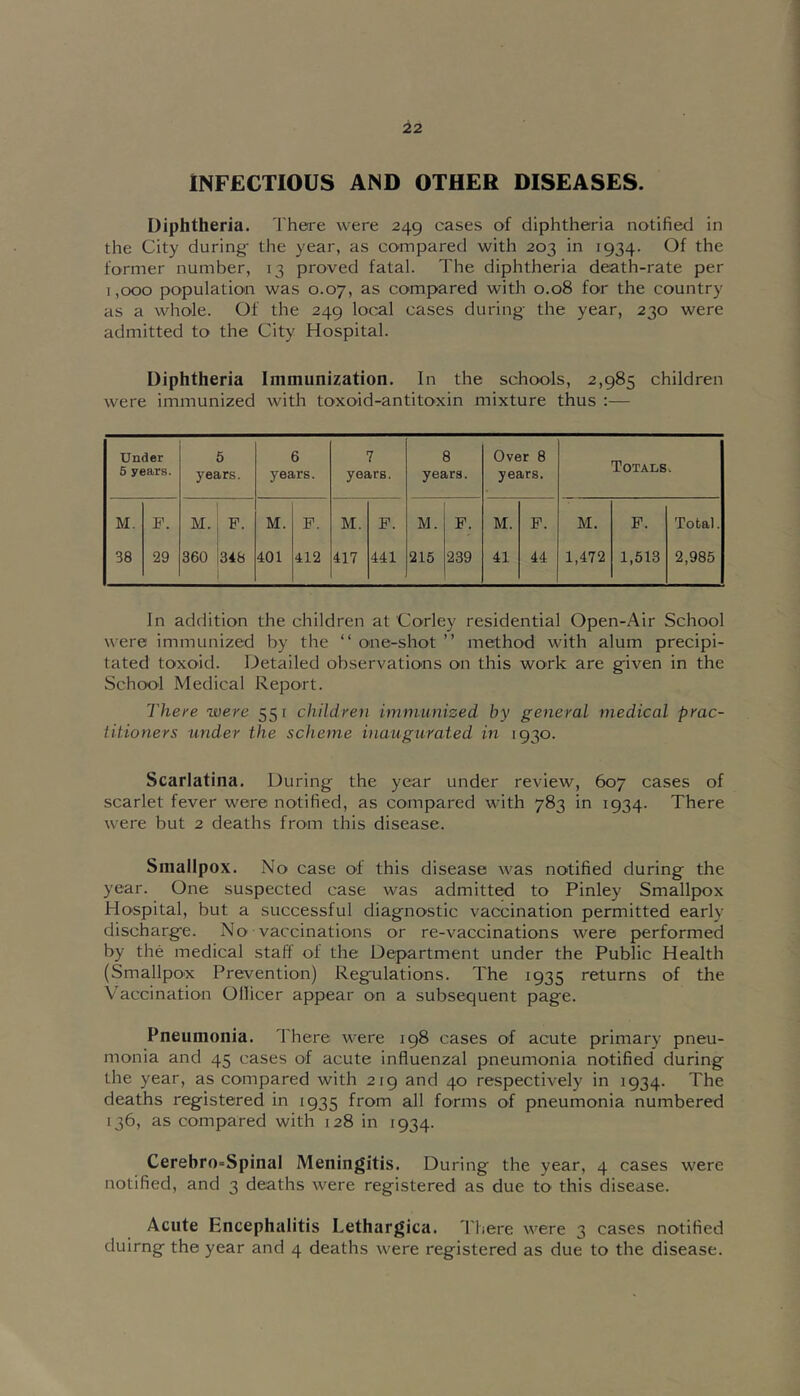 22
INFECTIOUS AND OTHER DISEASES.
Diphtheria. There were 249 cases of diphtheria notified in
the City during the year, as compared with 203 in 1934. Of the
former number, 13 proved fatal. The diphtheria death-rate per
1,000 population was 0.07, as compared with 0.08 for the country
as a whole. Of the 249 local cases during the year, 230 were
admitted to the City Hospital.
Diphtheria Immunization. In the schools, 2,985 children
were immunized with toxoid-antitoxin mixture thus :—
Under 5 years. 5 years. 6 years. 7 years. 8 years. Over 8 years. TOTALS.
M. F. M. F. M. F. M. F. M. F. M. F. M. F. Total.
38 29 360 348 401 412 417 441 215 239 41 44 1,472 1,513 2,985
In addition the children at Corley residential Open-Air School
were immunized by the “ one-shot ” method with alum precipi-
tated toxoid. Detailed observations on this work are given in the
School Medical Report.
There were 551 children immunized by general medical prac-
titioners under the scheme inaugurated in 1930.
Scarlatina. During the year under review, 607 cases of
scarlet fever were notified, as compared with 783 in 1934. There
were but 2 deaths from this disease.
Smallpox. No case of this disease was notified during the
year. One suspected case was admitted to Pinley Smallpox
Hospital, but a successful diagnostic vaccination permitted early
discharge. No vaccinations or re-vaccinations were performed
by the medical staff of the Department under the Public Health
(Smallpox Prevention) Regulations. The 1935 returns of the
Vaccination Officer appear on a subsequent page.
Pneumonia. There were 198 cases of acute primary pneu-
monia and 45 cases of acute influenzal pneumonia notified during
the year, as compared with 219 and 40 respectively in 1934. The
deaths registered in 1935 from all forms of pneumonia numbered
136, as compared with 128 in 1934.
Cerebro-Spinal Meningitis. During the year, 4 cases were
notified, and 3 deaths were registered as due to this disease.
Acute Encephalitis Lethargica. There were 3 cases notified
duirng the year and 4 deaths were registered as due to the disease.